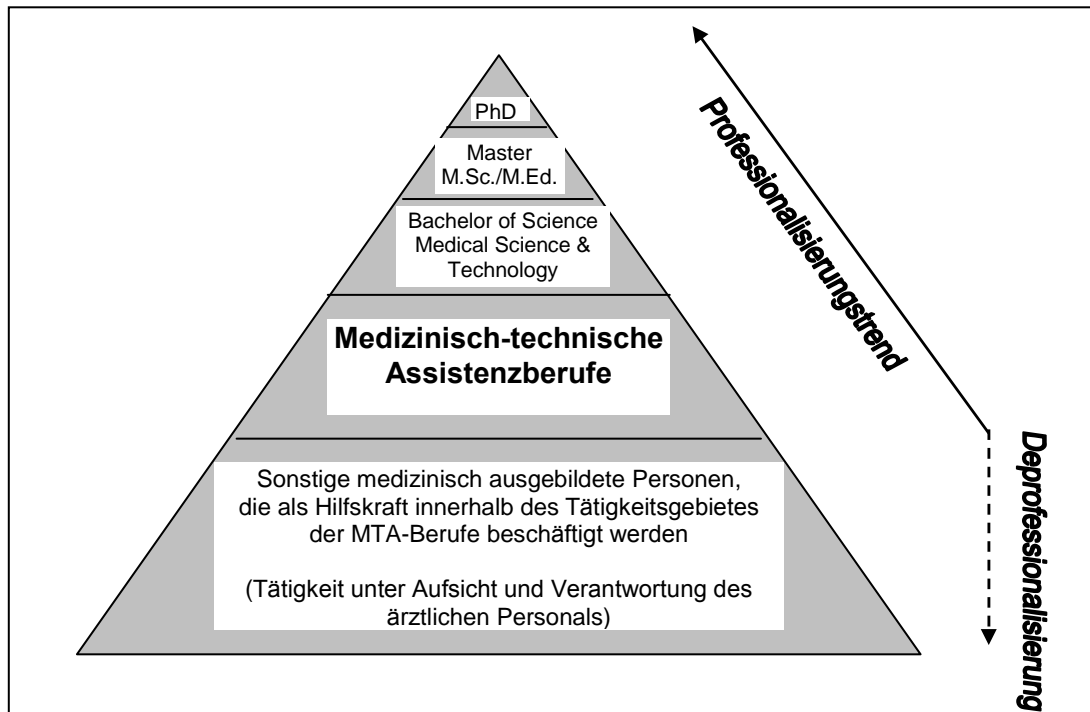 PhD
Master
M.Sc./M.Ed.
Bachelor of Science
Medical Science &
Technology
Medizinisch-technische
Assistenzberufe
Sonstige medizinisch ausgebildete Personen,
die als Hilfskraft innerhalb des Tätigkeitsgebietes
der MTA-Berufe beschäftigt werden
(Tätigkeit unter Aufsicht und Verantwortung des
ärztlichen Personals)
Professionalisierungstrend
Deprofessionalisierung